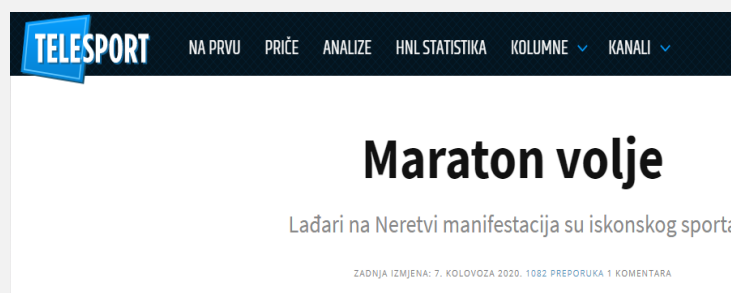 TELESPORT NA PRVU PRIČE ANALIZE HNL STATISTIKA KOLUMNE KANALI
Maraton volje
Lađari na Neretvi manifestacija su iskonskog sporta
ZADNJA IZMJENA: 7. KOLOVOZA 2020. 1082 PREPORUKA 1 KOMENTARA